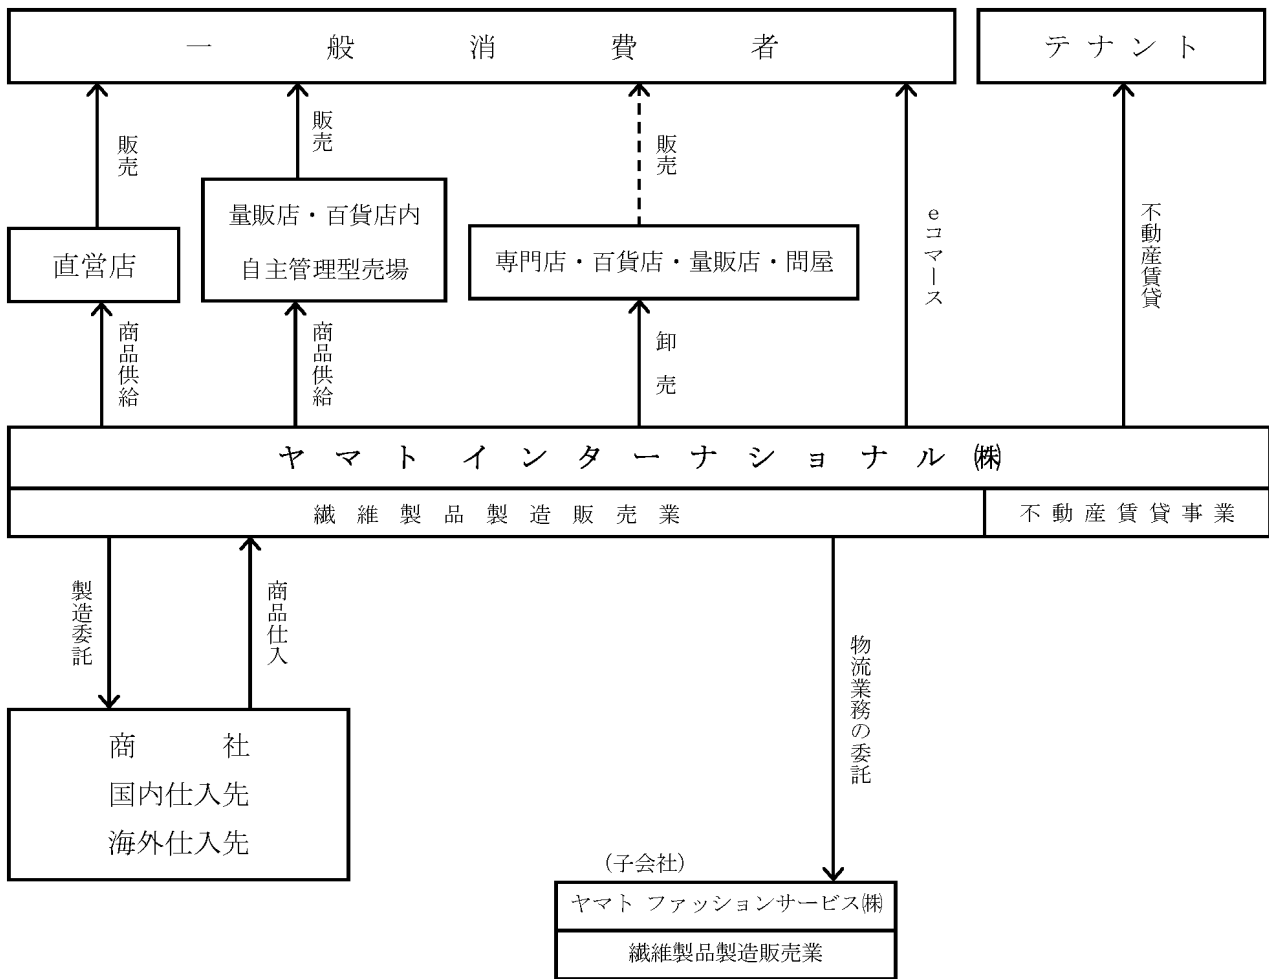 一般消費者
テナント
販売
販売
販売
eコマース
不動産賃貸
直営店
量販店・百貨店内
自主管理型売場
専門店・百貨店・量販店・問屋
商品供給
商品供給
卸売
ヤマトインターナショナル㈱
繊維製品製造販売業
不動産賃貸事業
製造委託
商品仕入
物流業務の委託
商社
国内仕入先
海外仕入先
(子会社)
ヤマト ファッションサービス㈱
繊維製品製造販売業